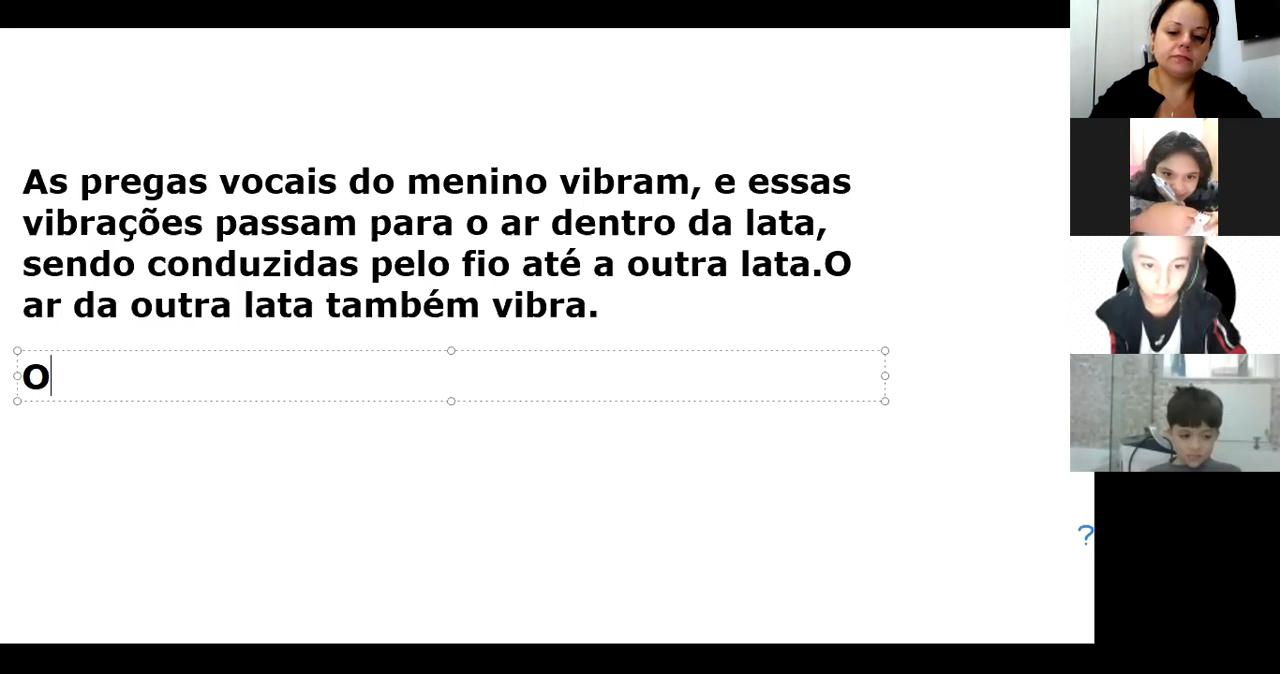 As pregas vocais do menino vibram, e essas
vibrações passam para o ar dentro da lata,
sendo conduzidas pelo fio até a outra lata.O
ar da outra lata também vibra.
O
?